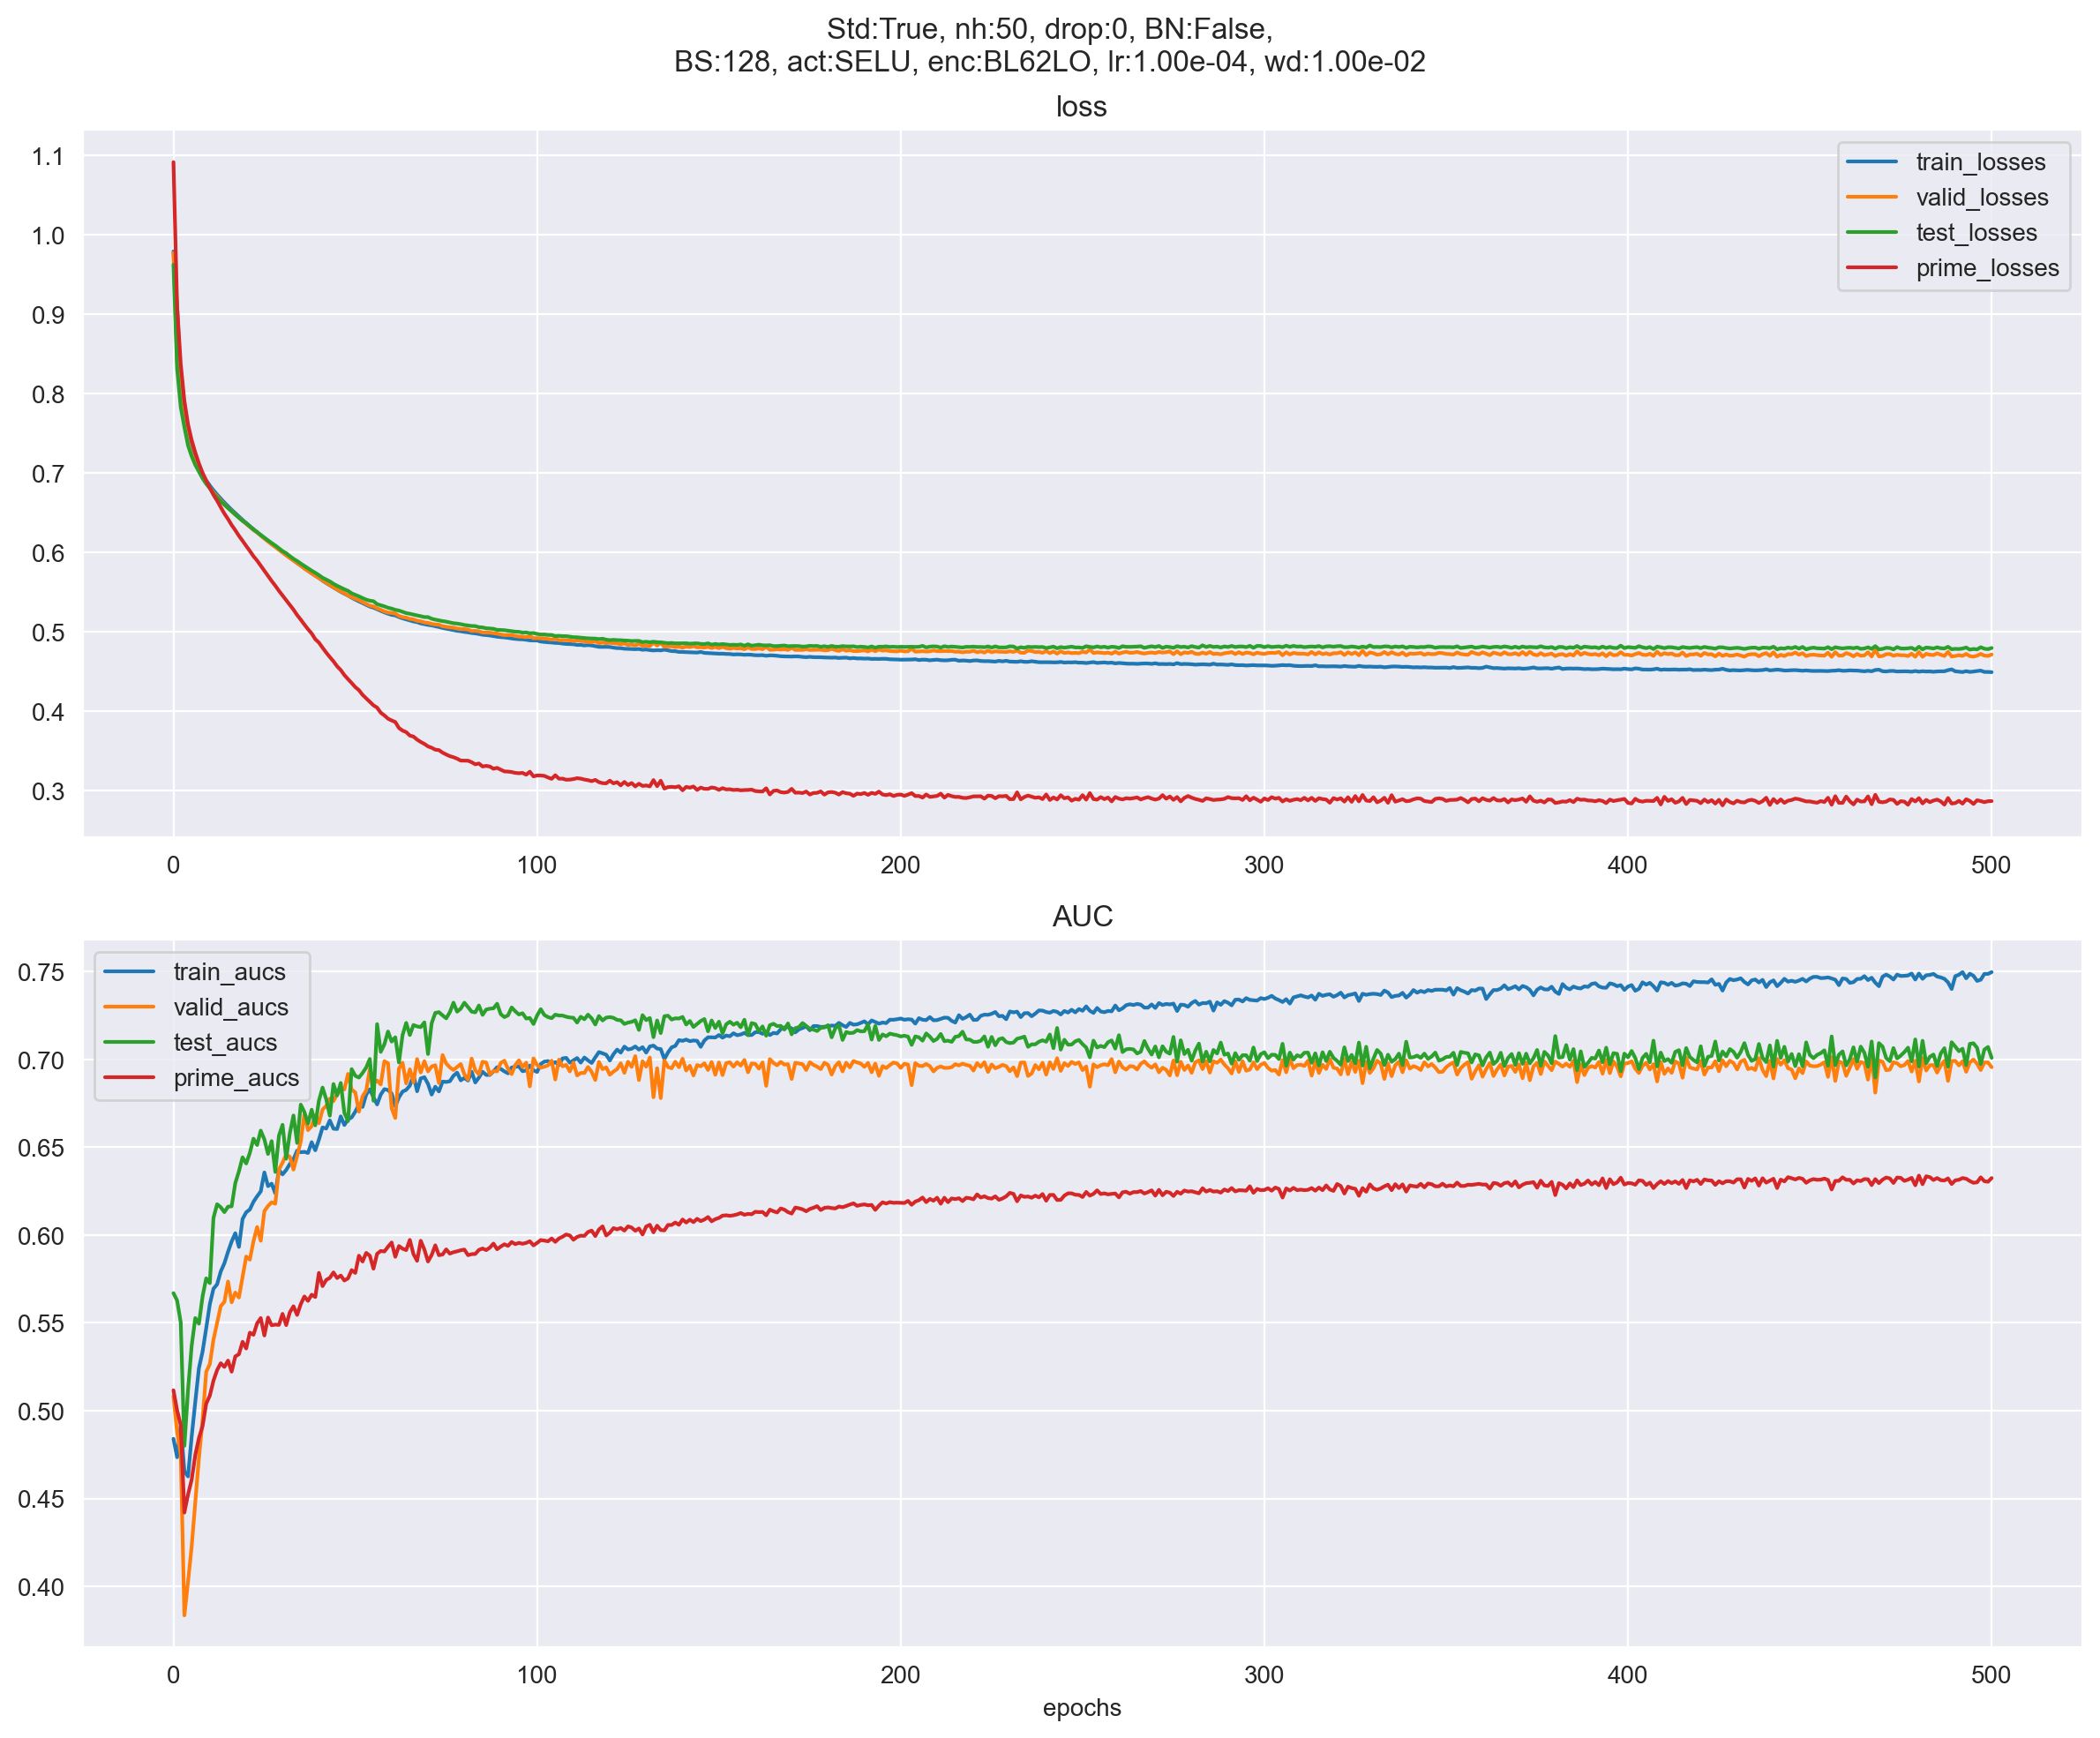 Std:True, nh:50, drop:0, BN:False,
BS:128, act:SELU, enc:BL62LO, lr:1.00e-04, wd:1.00e-02
loss
1.1
1.0
0.9
0.8
0.7
0.6
0.5
0.4
0.3
train_losses
valid_losses
test_losses
prime_losses
0 100 200 300 400 500
AUC
0.75
0.70
0.65
0.60
0.55
0.50
0.45
0.40
train_aucs
valid_aucs
test_aucs
prime_aucs
0 100 200 300 400 500
epochs